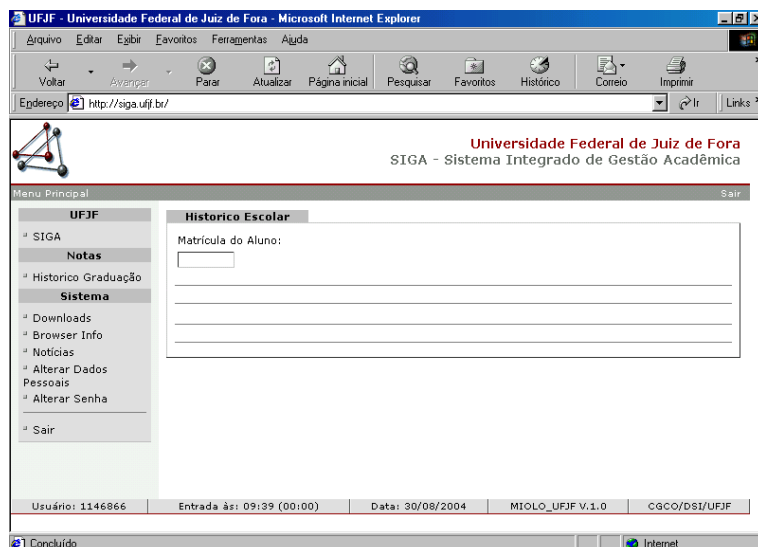 UFJF - Universidade Federal de Juiz de Fora - Microsoft Internet Explorer
Arquivo Editar Exibir Favoritos Ferramentas Ajuda
Voltar Avançar Parar Atualizar Página inicial Pesquisar Favoritos Histórico Correio Imprimir
Endereço http://siga.ufjf.br/ Ir Links
Universidade Federal de Juiz de Fora
SIGA - Sistema Integrado de Gestão Acadêmica
Menu Principal Sair
UFJF
SIGA
Notas
Historico Graduação
Sistema
Downloads
Browser Info
Notícias
Alterar Dados
Pessoais
Alterar Senha
Sair
Historico Escolar
Matrícula do Aluno:
Usuário: 1146866 Entrada às: 09:39 (00:00) Data: 30/08/2004 MIOLO_UFJF V.1.0 CGCO/DSI/UFJF
Concluído Internet